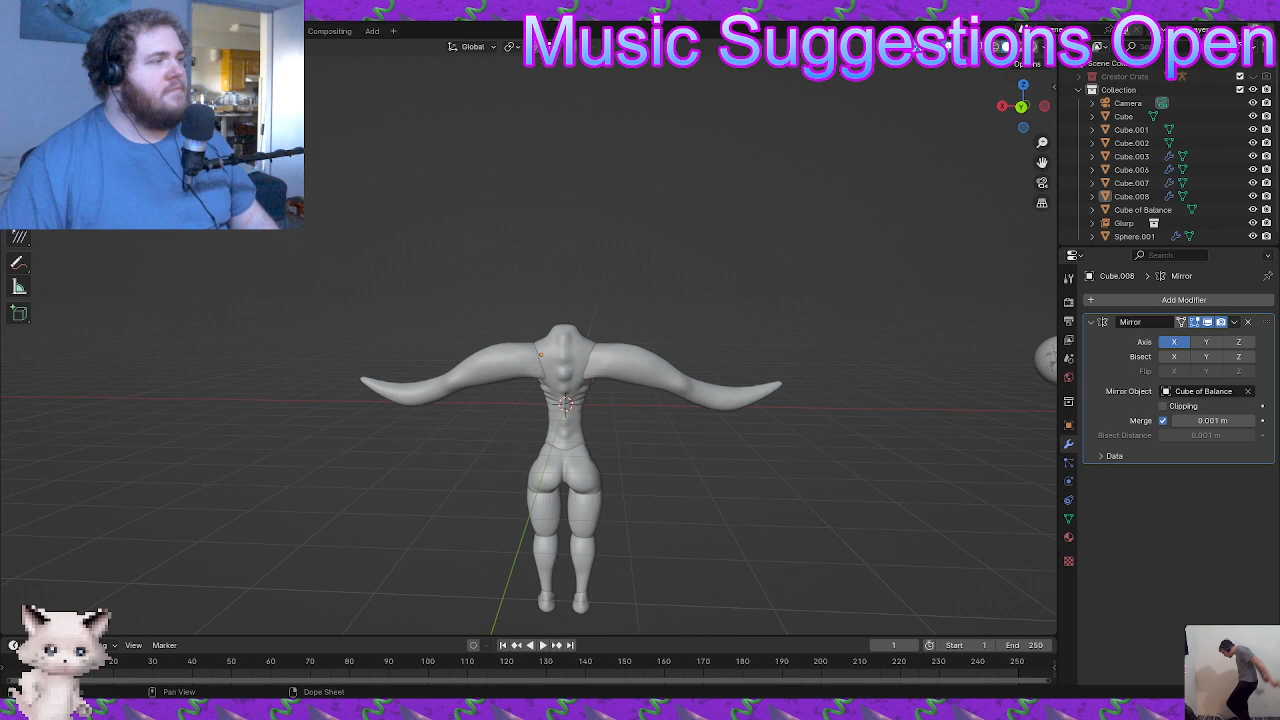 Music Suggestions Open
Compositing Add +
Global
Options
Scene
Creator Crate
Collection
Camera
Cube
Cube.001
Cube.002
Cube.003
Cube.006
Cube.007
Cube.008
Cube of Balance
Glurp
Sphere.001
Z
X
Y
Search
Cube.008 > Mirror
+ Add Modifier
Mirror
Axis X Y Z
Bisect X Y Z
Flip X Y Z
Mirror Object Cube of Balance
Clipping
Merge 0.001 m
Bisect Distance 0.001 m
Data
View Marker
1 Start 1 End 250
20 30 40 50 60 70 80 90 100 110 120 130 140 150 160 170 180 190 200 210 220 230 240 250
Pan View Dope Sheet